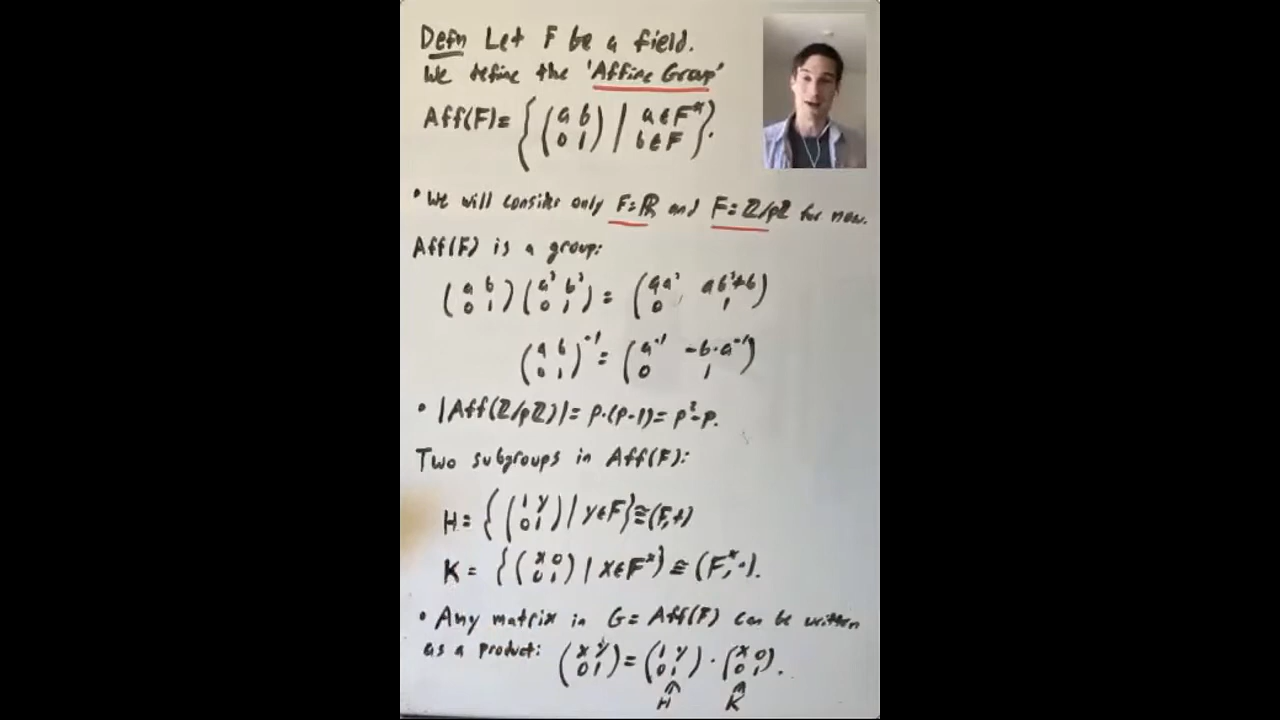 Defn Let F be a field.
We define the 'Affine Group'
Aff(F)= { (a b / 0 1) | a∈F^x b∈F }.
• We will consider only F=ℝ and F=ℤ/pℤ for now.
Aff(F) is a group:
(a b / 0 1)(a' b' / 0 1) = (aa' ab'+b / 0 1)
(a b / 0 1)^-1 = (a^-1 -b·a^-1 / 0 1)
• |Aff(ℤ/pℤ)| = p·(p-1) = p²-p.
Two subgroups in Aff(F):
H = { (1 y / 0 1) | y∈F } ≅ (F,+)
K = { (x 0 / 0 1) | x∈F^x } ≅ (F^x, ·).
• Any matrix in G = Aff(F) can be written
as a product: (x y / 0 1) = (1 y / 0 1) · (x 0 / 0 1).
H K